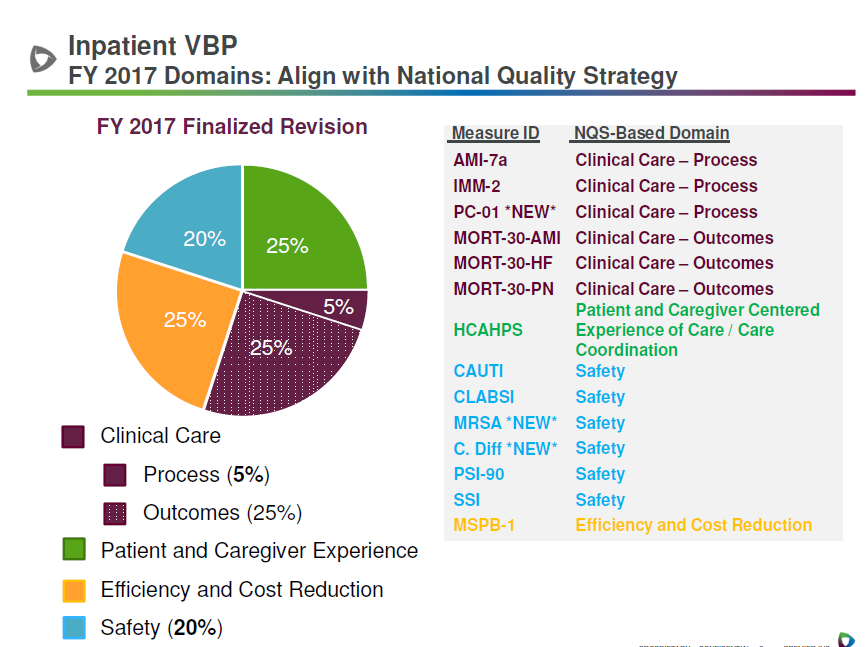 Inpatient VBP
FY 2017 Domains: Align with National Quality Strategy
FY 2017 Finalized Revision
20%
25%
5%
25%
25%
Clinical Care
Process (5%)
Outcomes (25%)
Patient and Caregiver Experience
Efficiency and Cost Reduction
Safety (20%)
Measure ID NQS-Based Domain
AMI-7a Clinical Care – Process
IMM-2 Clinical Care – Process
PC-01 *NEW* Clinical Care – Process
MORT-30-AMI Clinical Care – Outcomes
MORT-30-HF Clinical Care – Outcomes
MORT-30-PN Clinical Care – Outcomes
Patient and Caregiver Centered
HCAHPS Experience of Care / Care
Coordination
CAUTI Safety
CLABSI Safety
MRSA *NEW* Safety
C. Diff *NEW* Safety
PSI-90 Safety
SSI Safety
MSPB-1 Efficiency and Cost Reduction